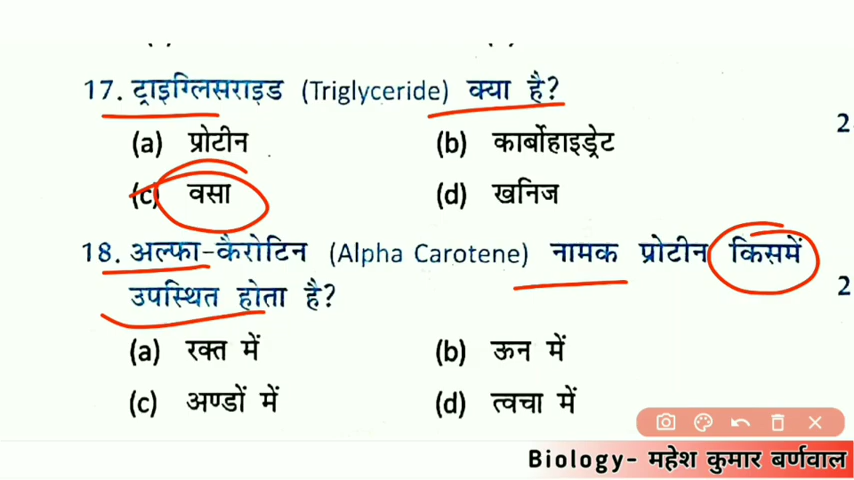 17. ट्राइग्लिसराइड (Triglyceride) क्या है?
(a) प्रोटीन (b) कार्बोहाइड्रेट
2
(c) वसा (d) खनिज
18. अल्फा-कैरोटिन (Alpha Carotene) नामक प्रोटीन किसमें
उपस्थित होता है?
2
(a) रक्त में (b) ऊन में
(c) अण्डों में (d) त्वचा में
Biology- महेश कुमार बर्णवाल